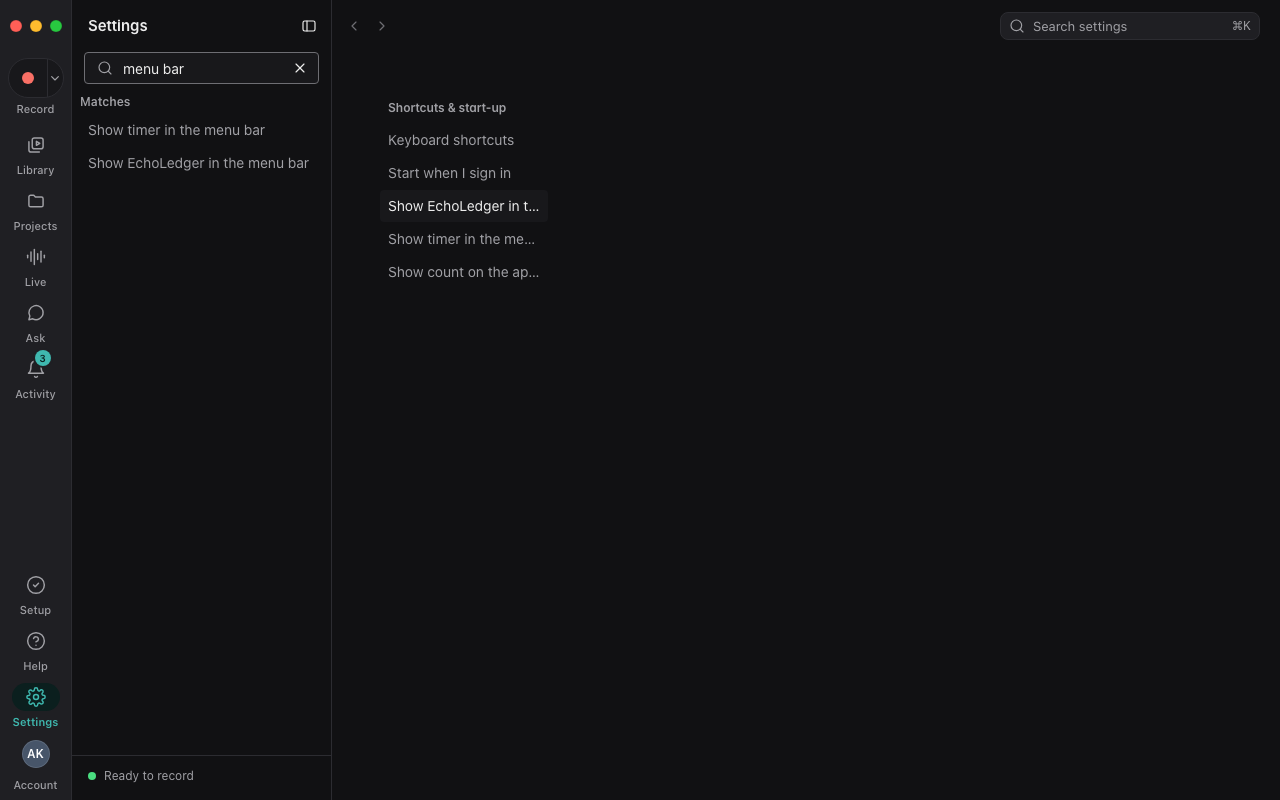 Settings
Search settings
⌘K
menu bar
Record
Matches
Show timer in the menu bar
Show EchoLedger in the menu bar
Library
Projects
Live
Ask
3
Activity
Setup
Help
Settings
AK
Account
Ready to record
Shortcuts & start-up
Keyboard shortcuts
Start when I sign in
Show EchoLedger in t...
Show timer in the me...
Show count on the ap...